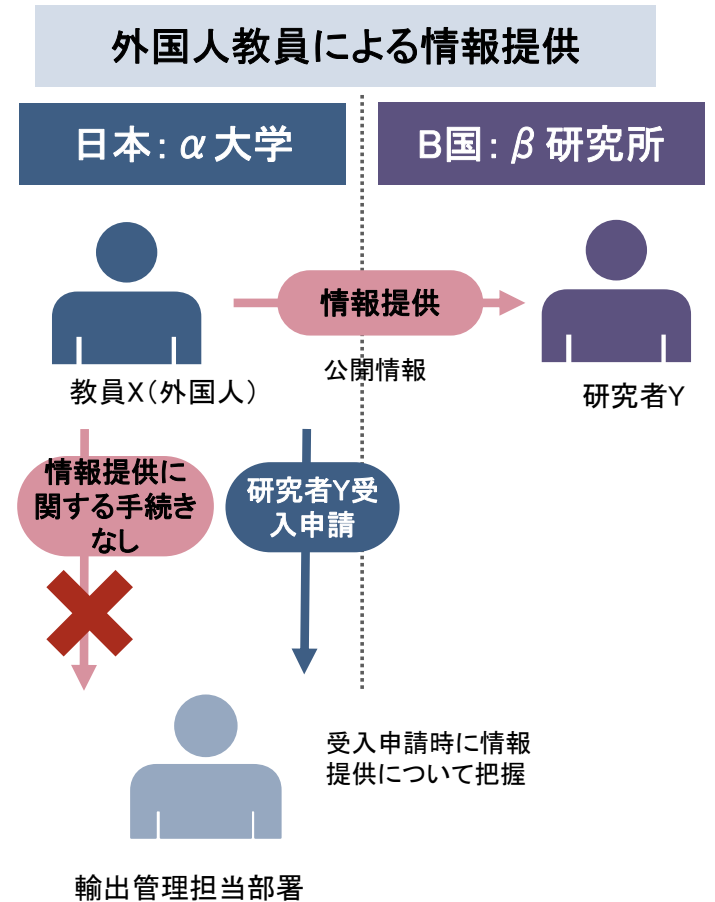 外国人教員による情報提供
日本：α大学
B国：β研究所
情報提供
公開情報
教員X（外国人）
研究者Y
情報提供に
関する手続き
なし
研究者Y受
入申請
受入申請時に情報
提供について把握
輸出管理担当部署